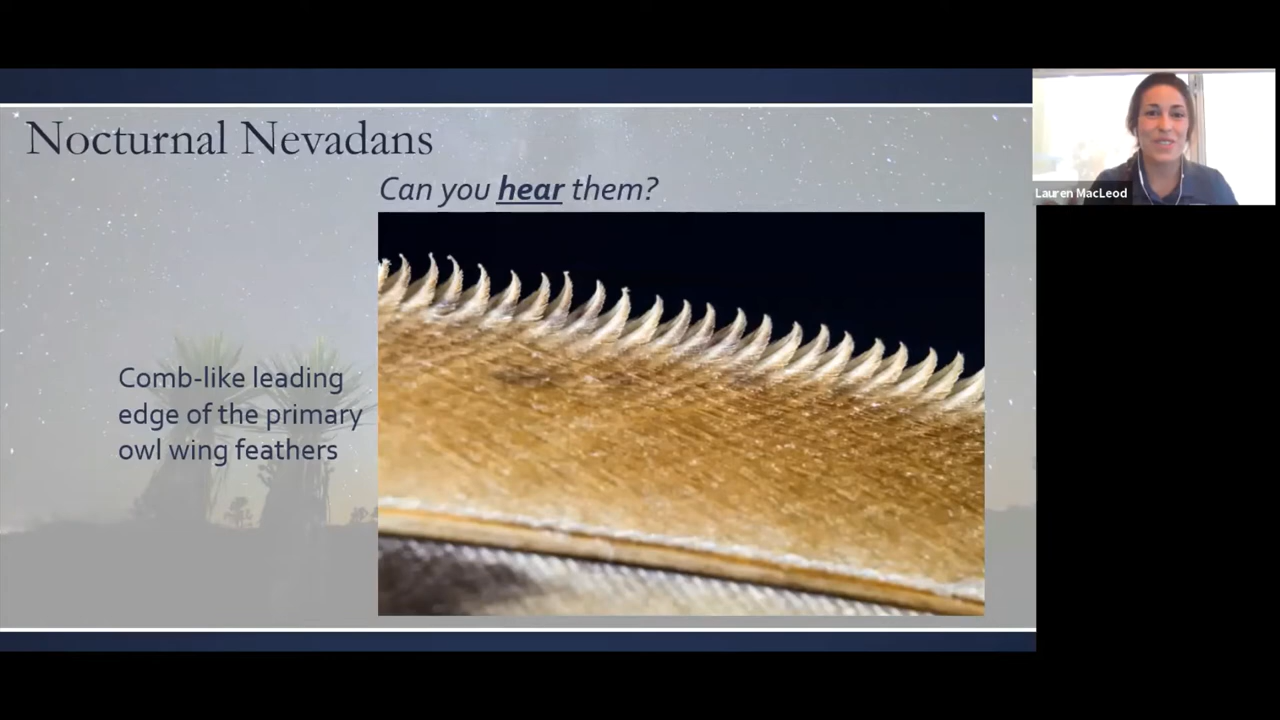 Nocturnal Nevadans
Can you hear them?
Comb-like leading
edge of the primary
owl wing feathers
Lauren MacLeod